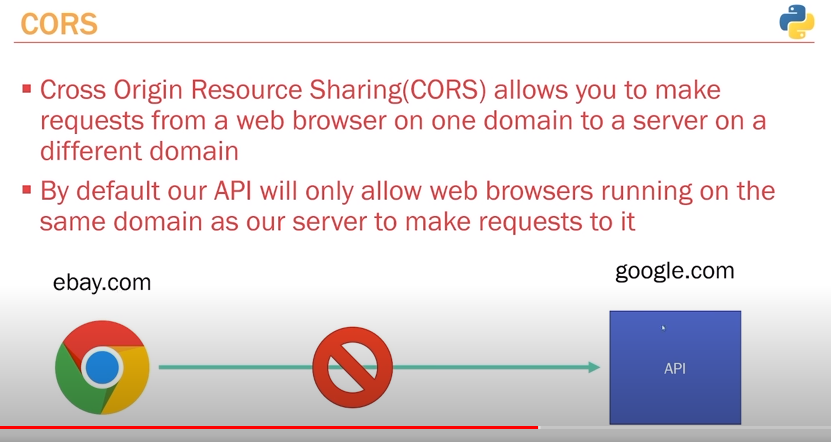 CORS
Cross Origin Resource Sharing(CORS) allows you to make
requests from a web browser on one domain to a server on a
different domain
By default our API will only allow web browsers running on the
same domain as our server to make requests to it
ebay.com
google.com
API